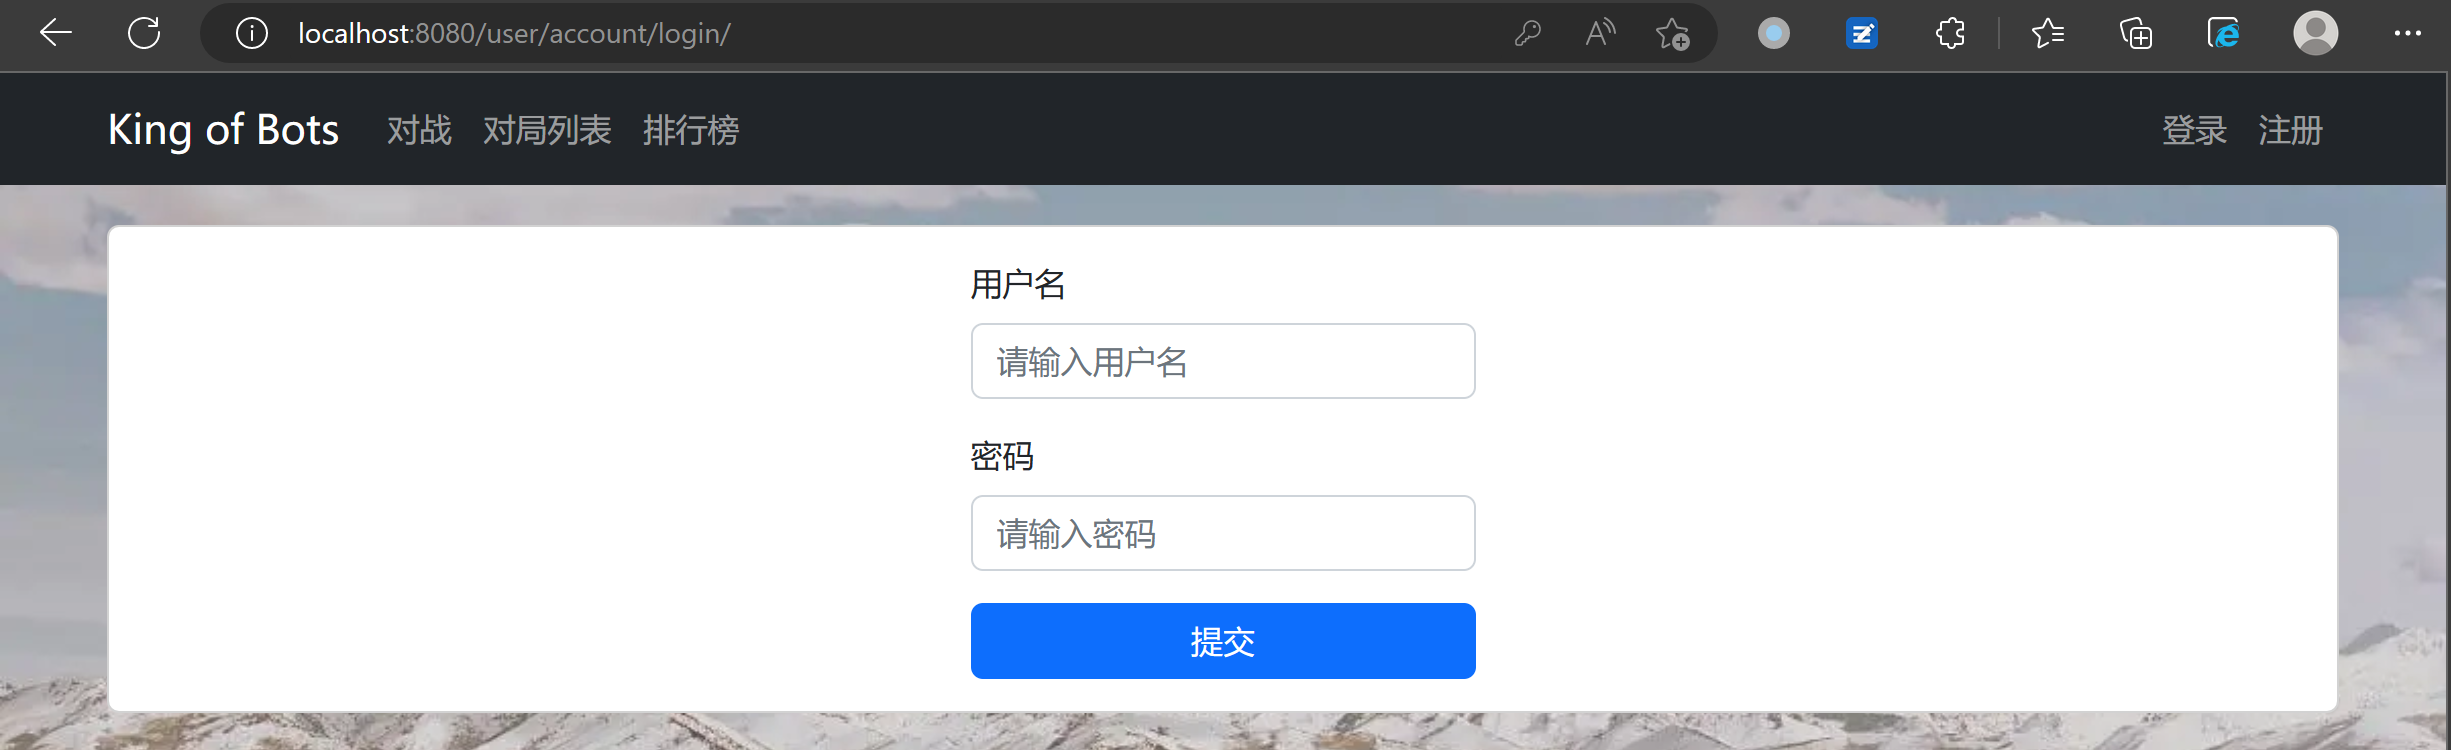 localhost:8080/user/account/login/
King of Bots 对战 对局列表 排行榜 登录 注册
用户名
请输入用户名
密码
请输入密码
提交